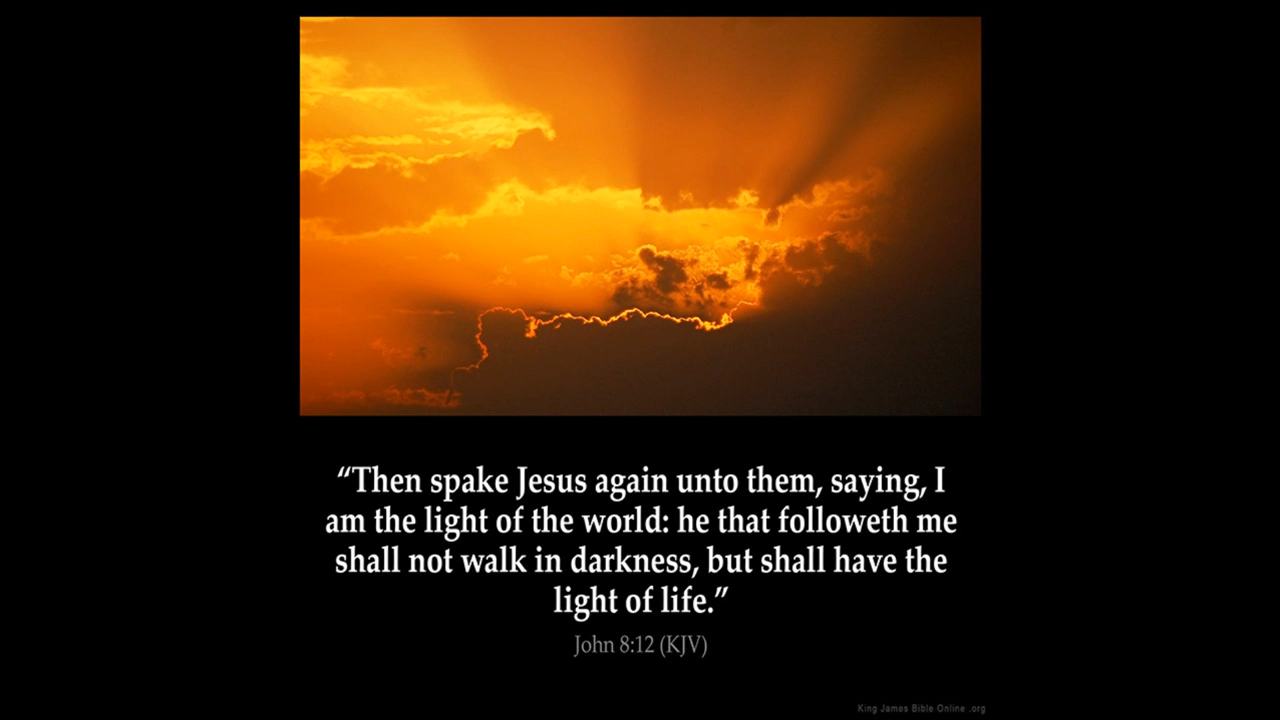 “Then spake Jesus again unto them, saying, I
am the light of the world: he that followeth me
shall not walk in darkness, but shall have the
light of life.”
John 8:12 (KJV)
King James Bible Online .org